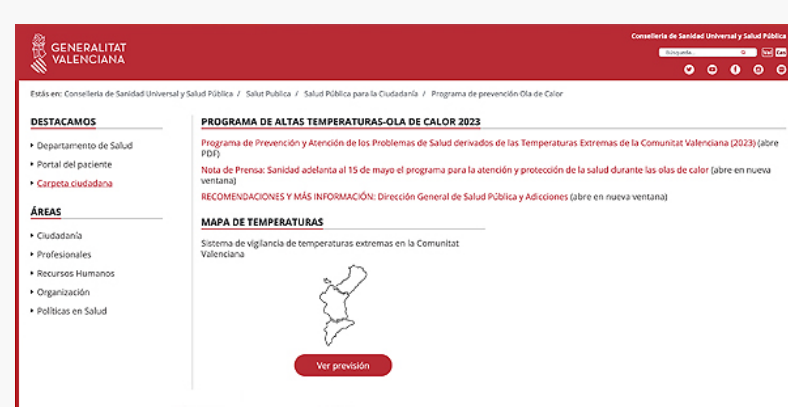 Conselleria de Sanidad Universal y Salud Pública
GENERALITAT
VALENCIANA
Búsqueda...
Val Cas
Estás en: Conselleria de Sanidad Universal y Salud Pública / Salut Publica / Salud Pública para la Ciudadanía / Programa de prevención Ola de Calor
DESTACAMOS
Departamento de Salud
Portal del paciente
Carpeta ciudadana
ÁREAS
Ciudadanía
Profesionales
Recursos Humanos
Organización
Políticas en Salud
PROGRAMA DE ALTAS TEMPERATURAS-OLA DE CALOR 2023
Programa de Prevención y Atención de los Problemas de Salud derivados de las Temperaturas Extremas de la Comunitat Valenciana (2023) (abre
PDF)
Nota de Prensa: Sanidad adelanta al 15 de mayo el programa para la atención y protección de la salud durante las olas de calor (abre en nueva
ventana)
RECOMENDACIONES Y MÁS INFORMACIÓN: Dirección General de Salud Pública y Adicciones (abre en nueva ventana)
MAPA DE TEMPERATURAS
Sistema de vigilancia de temperaturas extremas en la Comunitat
Valenciana
Ver previsión